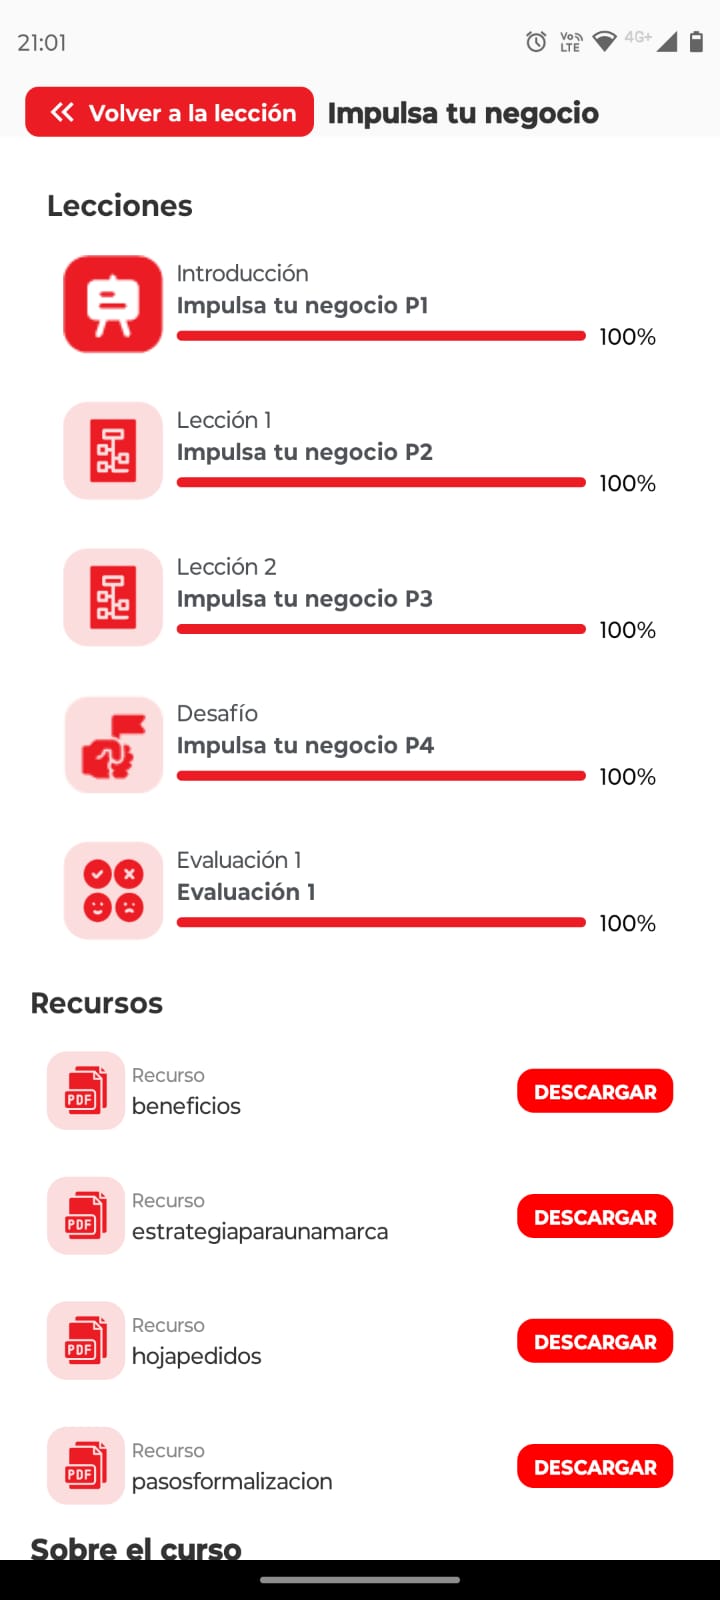 21:01
Vo)) LTE
4G+
Volver a la lección
Impulsa tu negocio
Lecciones
Introducción
Impulsa tu negocio P1
100%
Lección 1
Impulsa tu negocio P2
100%
Lección 2
Impulsa tu negocio P3
100%
Desafío
Impulsa tu negocio P4
100%
Evaluación 1
Evaluación 1
100%
Recursos
PDF
Recurso
beneficios
DESCARGAR
PDF
Recurso
estrategiaparaunamarca
DESCARGAR
PDF
Recurso
hojapedidos
DESCARGAR
PDF
Recurso
pasosformalizacion
DESCARGAR
Sobre el curso